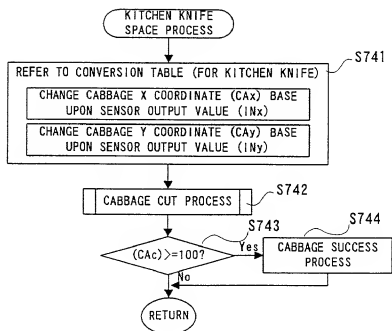 KITCHEN KNIFE
SPACE PROCESS
S741
REFER TO CONVERSION TABLE (FOR KITCHEN KNIFE)
CHANGE CABBAGE X COORDINATE (CAx) BASE
UPON SENSOR OUTPUT VALUE (INx)
CHANGE CABBAGE Y COORDINATE (CAy) BASE
UPON SENSOR OUTPUT VALUE (INy)
S742
CABBAGE CUT PROCESS
S743
S744
(CAc)>=100?
Yes
CABBAGE SUCCESS
PROCESS
No
RETURN